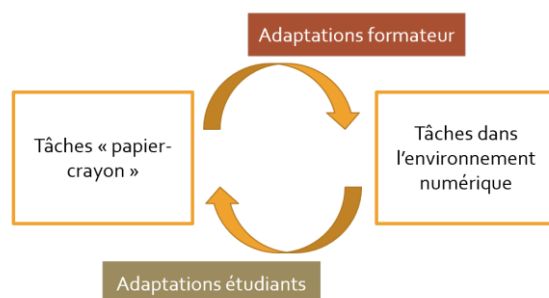 Adaptations formateur
Tâches « papier-
crayon »
Tâches dans
l'environnement
numérique
Adaptations étudiants